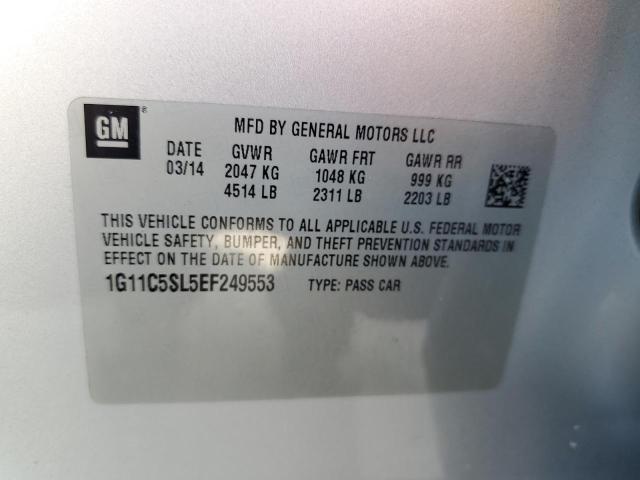 GM®
MFD BY GENERAL MOTORS LLC
DATE GVWR GAWR FRT GAWR RR
03/14 2047 KG 1048 KG 999 KG
4514 LB 2311 LB 2203 LB
THIS VEHICLE CONFORMS TO ALL APPLICABLE U.S. FEDERAL MOTOR
VEHICLE SAFETY, BUMPER, AND THEFT PREVENTION STANDARDS IN
EFFECT ON THE DATE OF MANUFACTURE SHOWN ABOVE.
1G11C5SL5EF249553 TYPE: PASS CAR